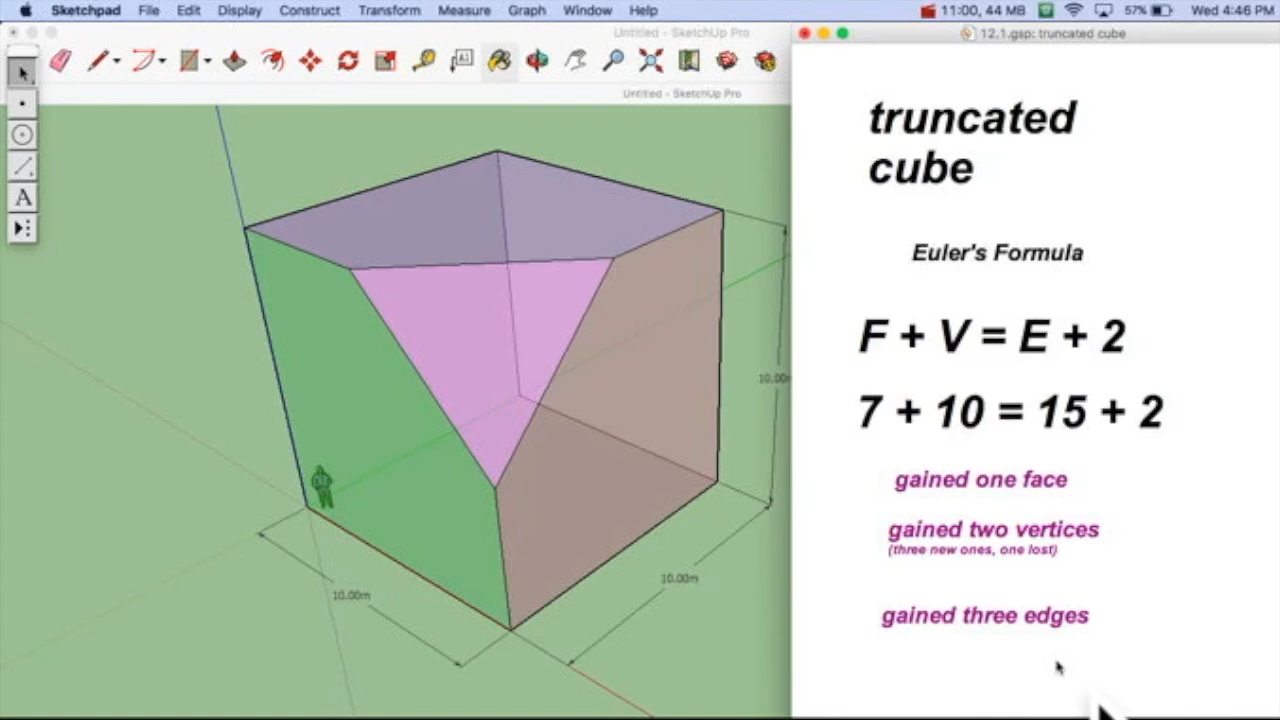 Sketchpad File Edit Display Construct Transform Measure Graph Window Help 11:00, 44 MB 57% Wed 4:46 PM
Untitled - SketchUp Pro
12.1.gsp: truncated cube
Untitled - SketchUp Pro
A1
A
truncated
cube
Euler's Formula
F + V = E + 2
7 + 10 = 15 + 2
gained one face
gained two vertices
(three new ones, one lost)
gained three edges
10.00m
10.00m
10.00m